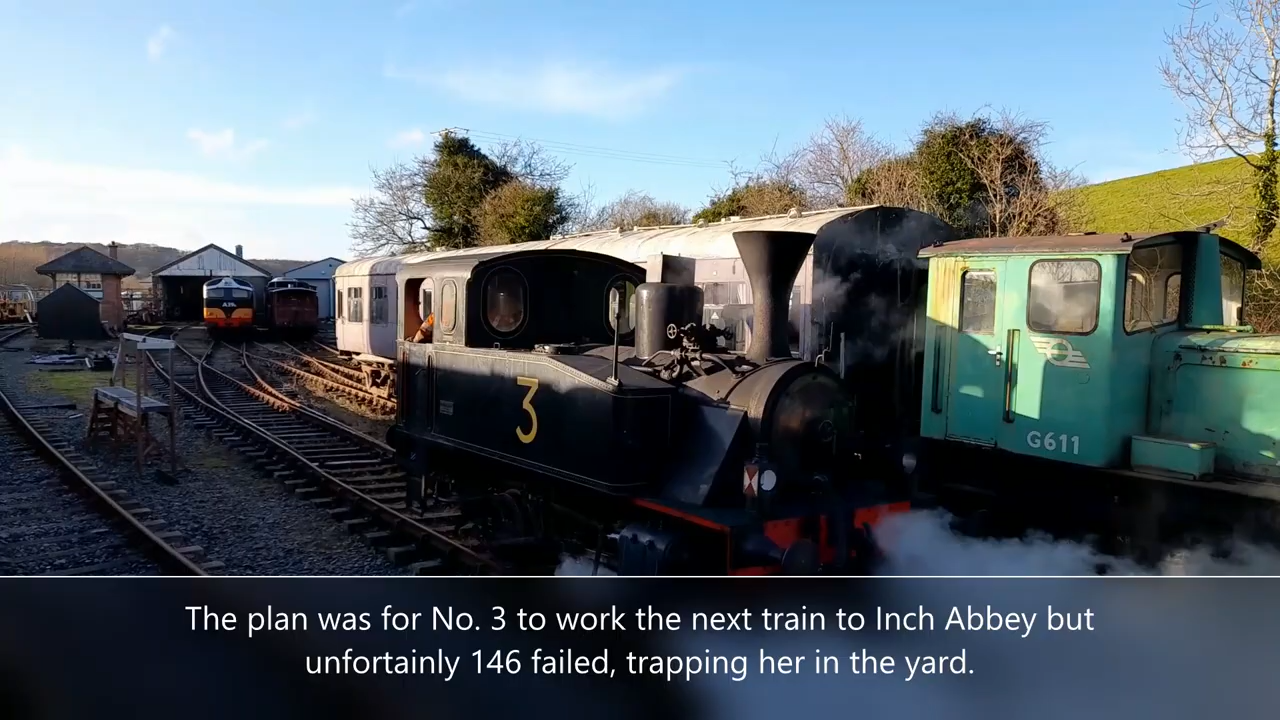 3
G611
The plan was for No. 3 to work the next train to Inch Abbey but
unfortainly 146 failed, trapping her in the yard.